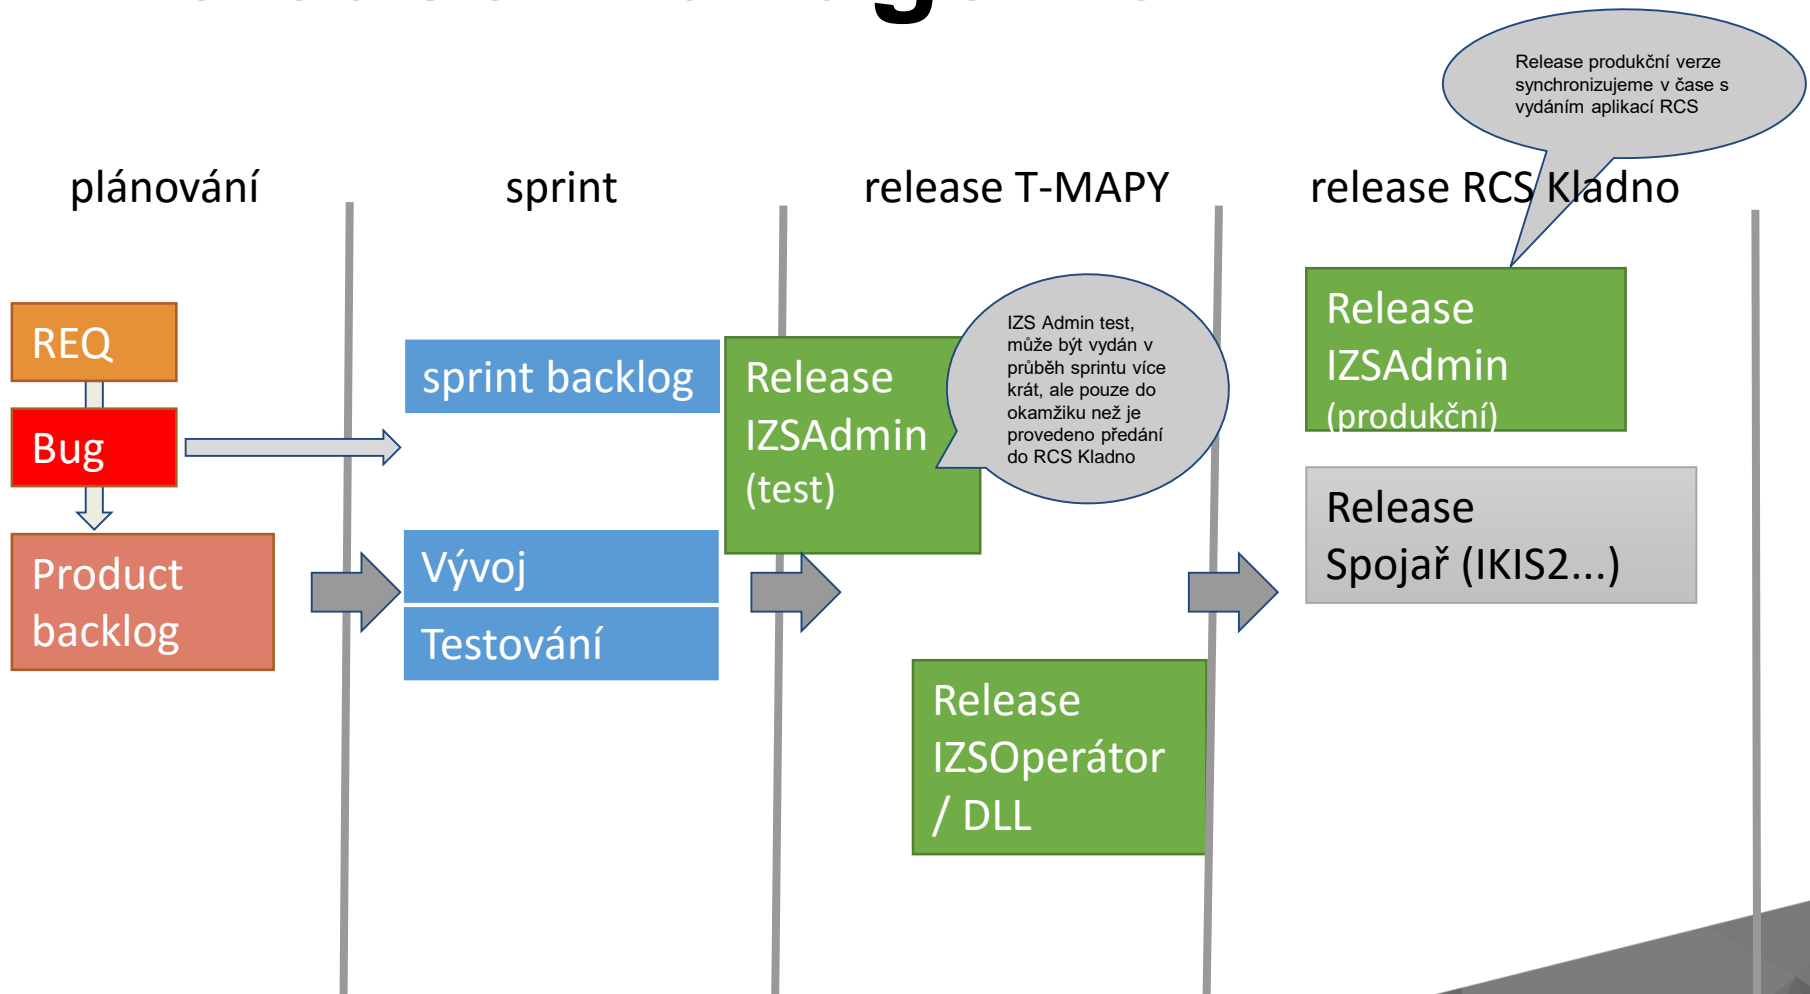 Release produkční verze
synchronizujeme v čase s
vydáním aplikací RCS
plánování
sprint
release T-MAPY
release RCS Kladno
REQ
Bug
Product
backlog
sprint backlog
Vývoj
Testování
Release
IZSAdmin
(test)
IZS Admin test,
může být vydán v
průběh sprintu více
krát, ale pouze do
okamžiku než je
provedeno předání
do RCS Kladno
Release
IZSOperátor
/ DLL
Release
IZSAdmin
(produkční)
Release
Spojař (IKIS2...)